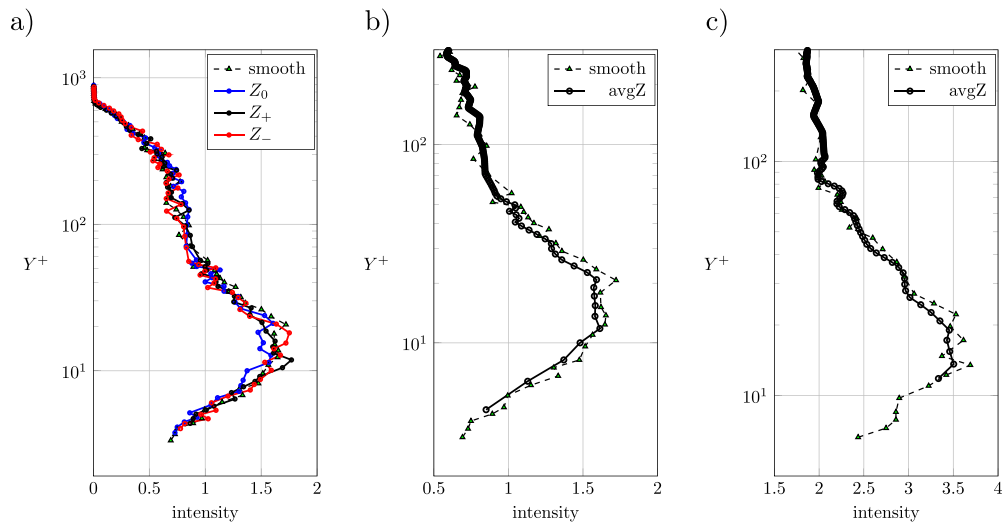 a)
b)
c)
smooth
Z_0
Z_+
Z_−
10^3
10^2
10^1
Y^+
0
0.5
1
1.5
2
intensity
smooth
avgZ
10^2
10^1
Y^+
0.5
1
1.5
2
intensity
smooth
avgZ
10^2
10^1
Y^+
1.5
2
2.5
3
3.5
4
intensity